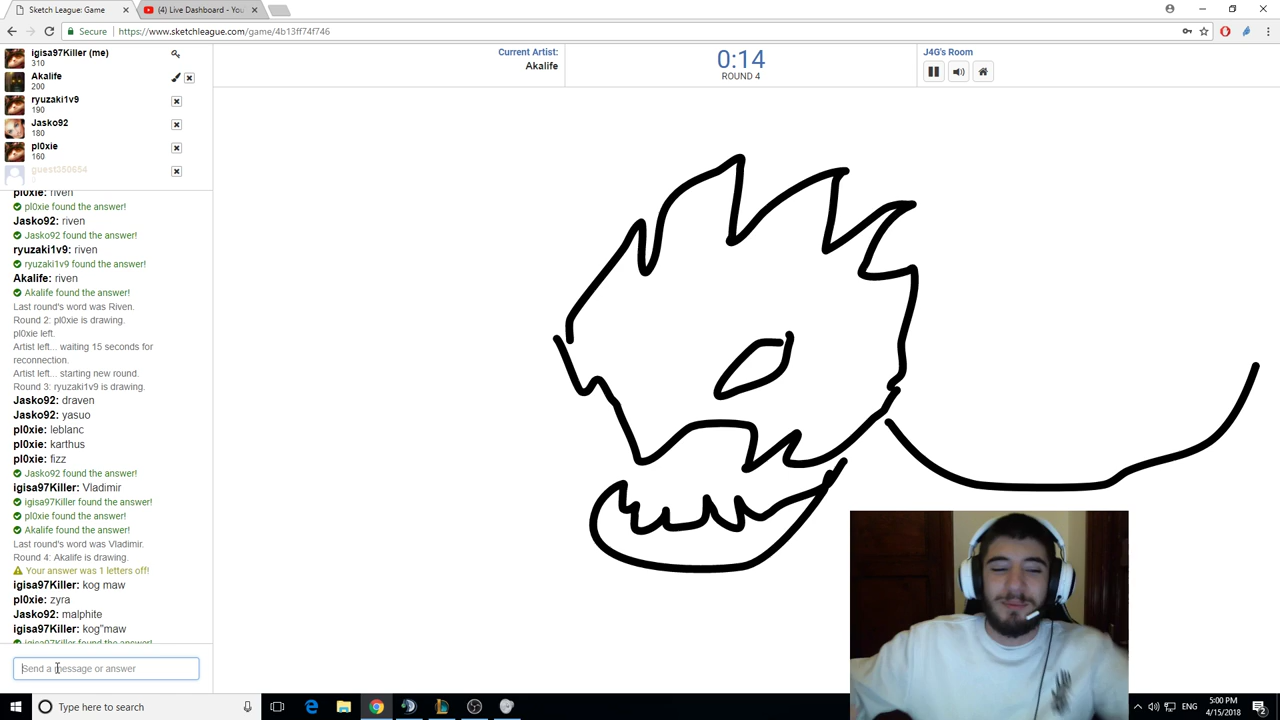 Sketch League: Game
(4) Live Dashboard - You
Secure
https://www.sketchleague.com/game/4b13ff74f746
igisa97Killer (me)
310
Akalife
200
ryuzaki1v9
190
Jasko92
180
pl0xie
160
guest350654
Current Artist:
Akalife
0:14
ROUND 4
J4G's Room
pl0xie: riven
pl0xie found the answer!
Jasko92: riven
Jasko92 found the answer!
ryuzaki1v9: riven
ryuzaki1v9 found the answer!
Akalife: riven
Akalife found the answer!
Last round's word was Riven.
Round 2: pl0xie is drawing.
pl0xie left.
Artist left... waiting 15 seconds for
reconnection.
Artist left... starting new round.
Round 3: ryuzaki1v9 is drawing.
Jasko92: draven
Jasko92: yasuo
pl0xie: leblanc
pl0xie: karthus
pl0xie: fizz
Jasko92 found the answer!
igisa97Killer: Vladimir
igisa97Killer found the answer!
pl0xie found the answer!
Akalife found the answer!
Last round's word was Vladimir.
Round 4: Akalife is drawing.
Your answer was 1 letters off!
igisa97Killer: kog maw
pl0xie: zyra
Jasko92: malphite
igisa97Killer: kog"maw
igisa97Killer found the answer!
Send a message or answer
Type here to search
ENG
5:00 PM
4/15/2018
2